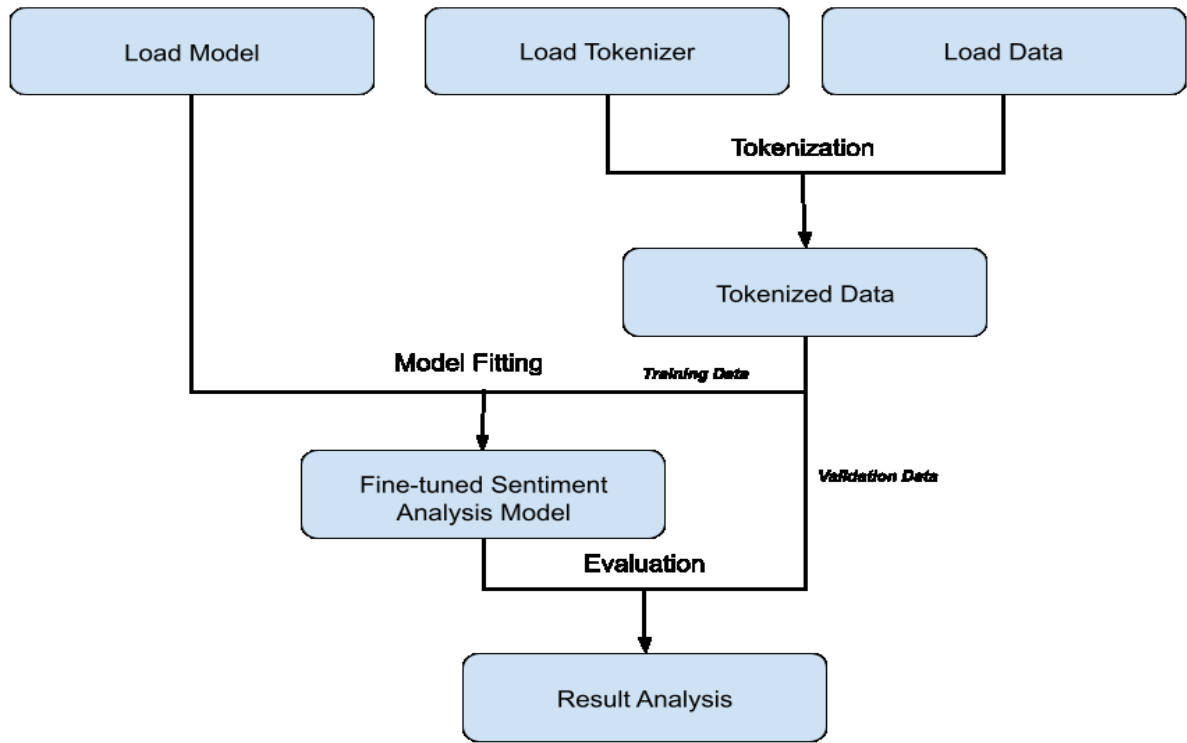 Load Model
Load Tokenizer
Load Data
Tokenization
Tokenized Data
Model Fitting
Training Data
Validation Data
Fine-tuned Sentiment
Analysis Model
Evaluation
Result Analysis